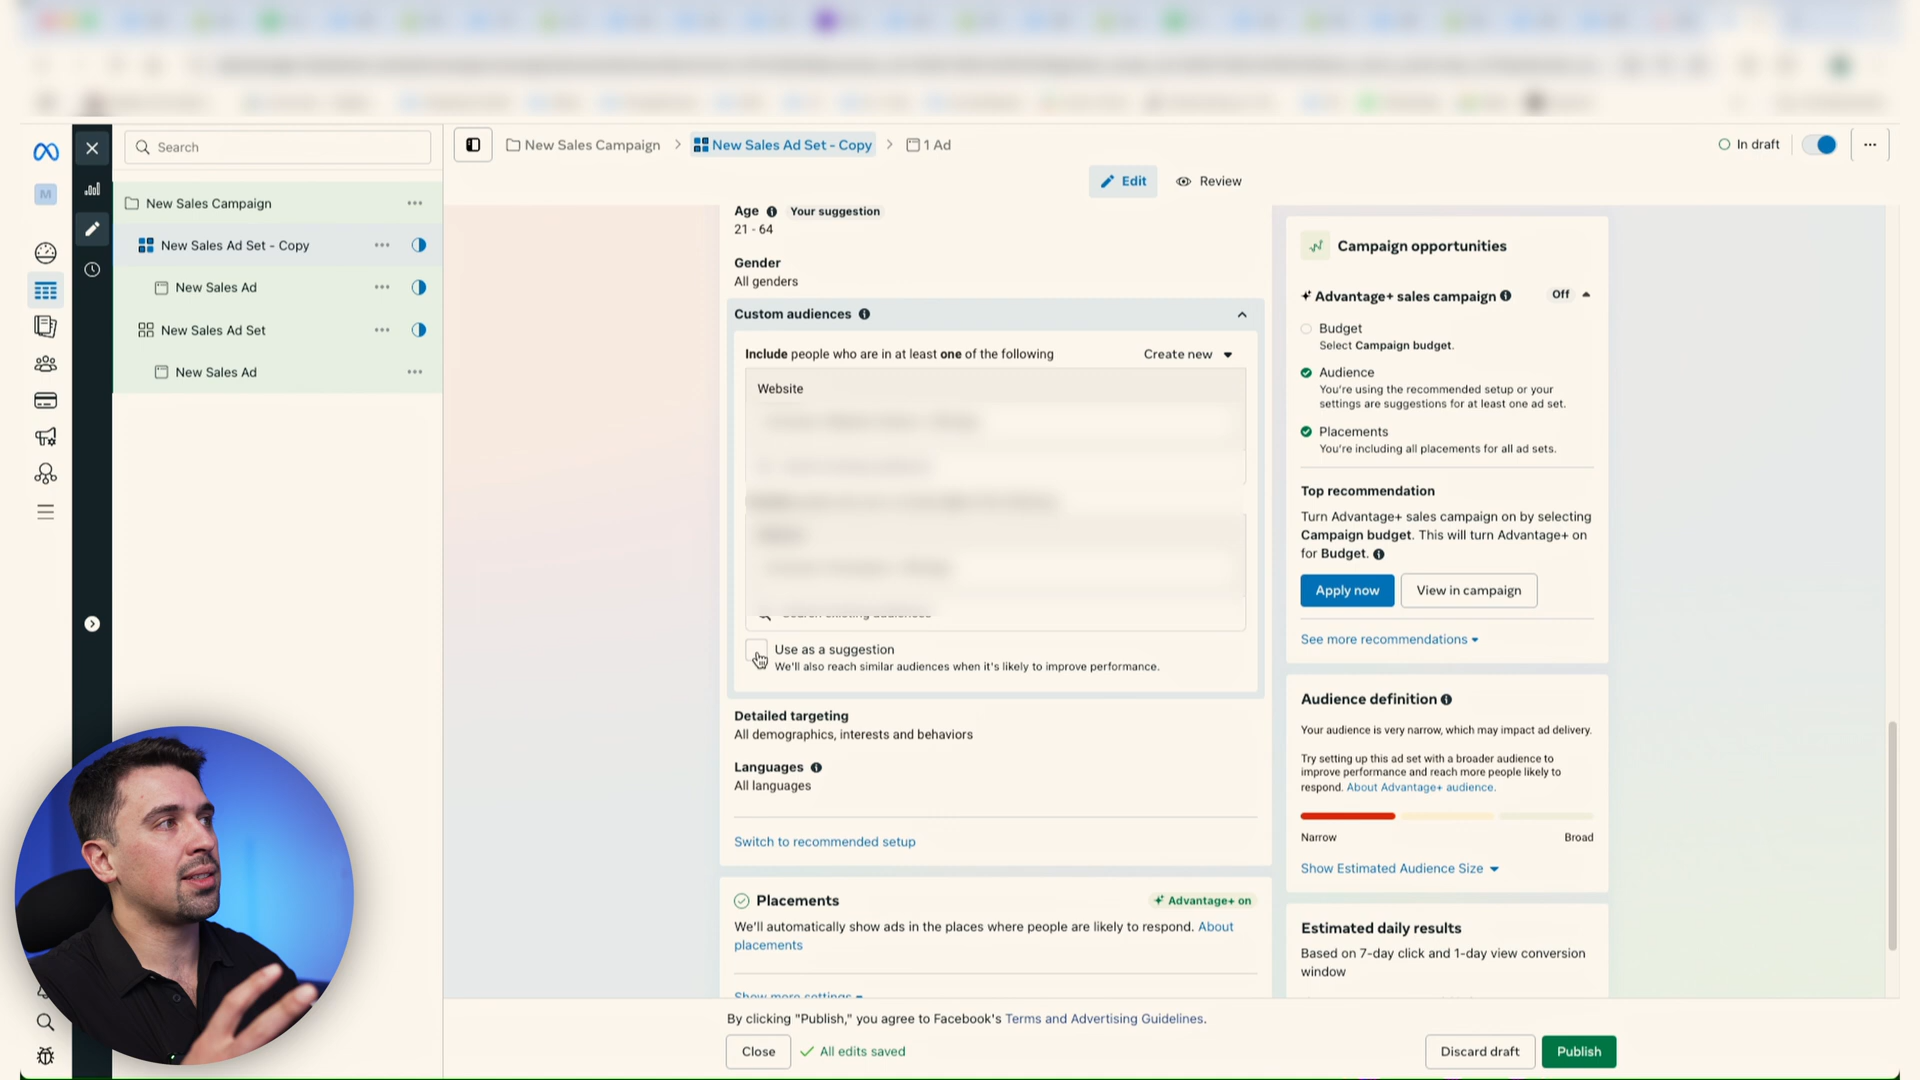 Search
New Sales Campaign
New Sales Ad Set - Copy
1 Ad
In draft
Edit
Review
M
New Sales Campaign
New Sales Ad Set - Copy
New Sales Ad
New Sales Ad Set
New Sales Ad
Age
Your suggestion
21 - 64
Gender
All genders
Custom audiences
Include people who are in at least one of the following
Create new
Website
Search existing audiences
Use as a suggestion
We'll also reach similar audiences when it's likely to improve performance.
Detailed targeting
All demographics, interests and behaviors
Languages
All languages
Switch to recommended setup
Placements
Advantage+ on
We'll automatically show ads in the places where people are likely to respond. About
placements
Show more settings
Campaign opportunities
Advantage+ sales campaign
Off
Budget
Select Campaign budget.
Audience
You're using the recommended setup or your
settings are suggestions for at least one ad set.
Placements
You're including all placements for all ad sets.
Top recommendation
Turn Advantage+ sales campaign on by selecting
Campaign budget. This will turn Advantage+ on
for Budget.
Apply now
View in campaign
See more recommendations
Audience definition
Your audience is very narrow, which may impact ad delivery.
Try setting up this ad set with a broader audience to
improve performance and reach more people likely to
respond. About Advantage+ audience.
Narrow
Broad
Show Estimated Audience Size
Estimated daily results
Based on 7-day click and 1-day view conversion
window
By clicking "Publish," you agree to Facebook's Terms and Advertising Guidelines.
Close
All edits saved
Discard draft
Publish